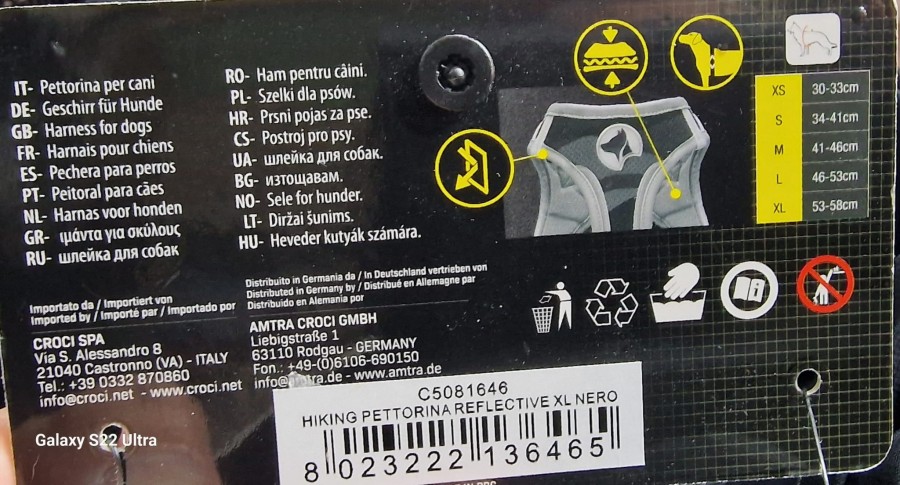 IT- Pettorina per cani
DE- Geschirr für Hunde
GB- Harness for dogs
FR- Harnais pour chiens
ES- Pechera para perros
PT- Peitoral para cães
NL- Harnas voor honden
GR- ιμάντα για σκύλους
RU- шлейка для собак
RO- Ham pentru câini.
PL- Szelki dla psów.
HR- Prsni pojas za pse.
CS- Postroj pro psy.
UA- шлейка для собак.
BG- изтощавам.
NO- Sele for hunder.
LT- Diržai šunims.
HU- Heveder kutyák számára.
XS 30-33cm
S 34-41cm
M 41-46cm
L 46-53cm
XL 53-58cm
Importato da / Importiert von
Imported by / Importé par / Importado por
CROCI SPA
Via S. Alessandro 8
21040 Castronno (VA) - ITALY
Tel.: +39 0332 870860
info@croci.net - www.croci.net
Distribuito in Germania da / In Deutschland vertrieben von
Distributed in Germany by / Distribué en Allemagne par
Distribuido en Alemania por
AMTRA CROCI GMBH
Liebigstraße 1
63110 Rodgau - GERMANY
Fon.: +49-(0)6106-690150
info@amtra.de - www.amtra.de
C5081646
HIKING PETTORINA REFLECTIVE XL NERO
8 023222 136465
Galaxy S22 Ultra